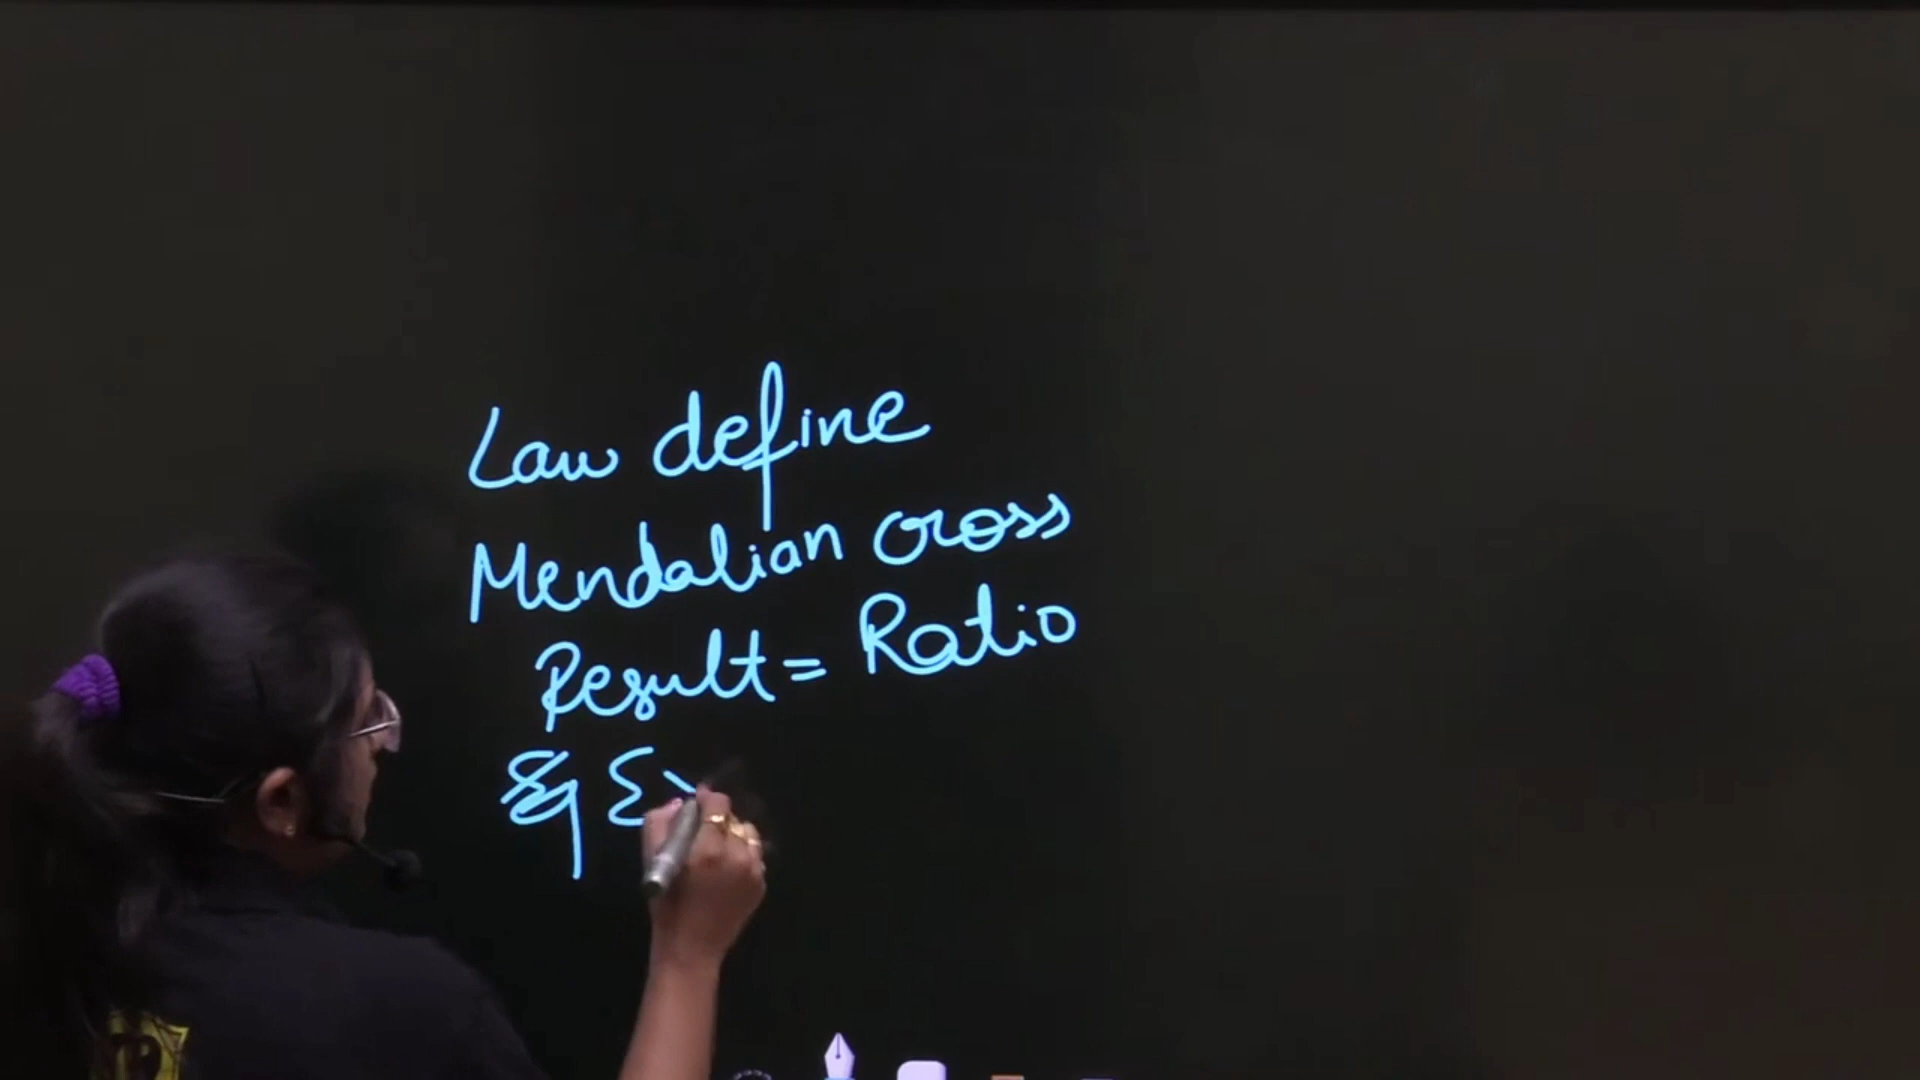 Law define
Mendalian cross
Result = Ratio
& Ex